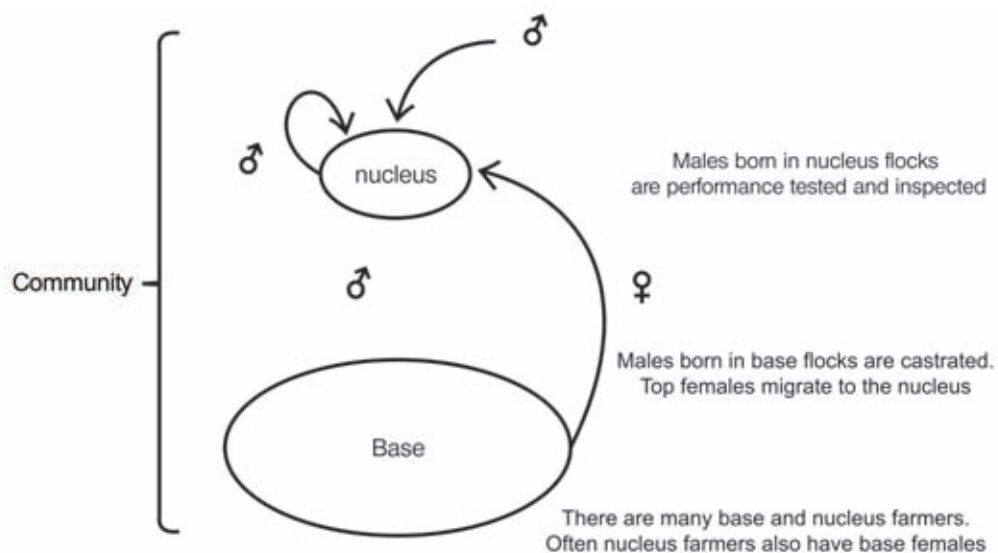 nucleus
Males born in nucleus flocks
are performance tested and inspected
Community
Males born in base flocks are castrated.
Top females migrate to the nucleus
Base
There are many base and nucleus farmers.
Often nucleus farmers also have base females